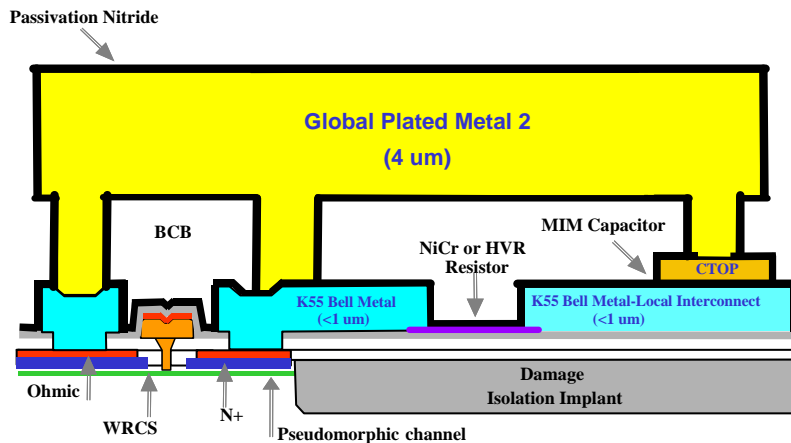 Passivation Nitride
Global Plated Metal 2
(4 um)
BCB
MIM Capacitor
NiCr or HVR
Resistor
CTOP
K55 Bell Metal
(<1 um)
K55 Bell Metal-Local Interconnect
(<1 um)
Damage
Isolation Implant
Ohmic
WRCS
N+
Pseudomorphic channel